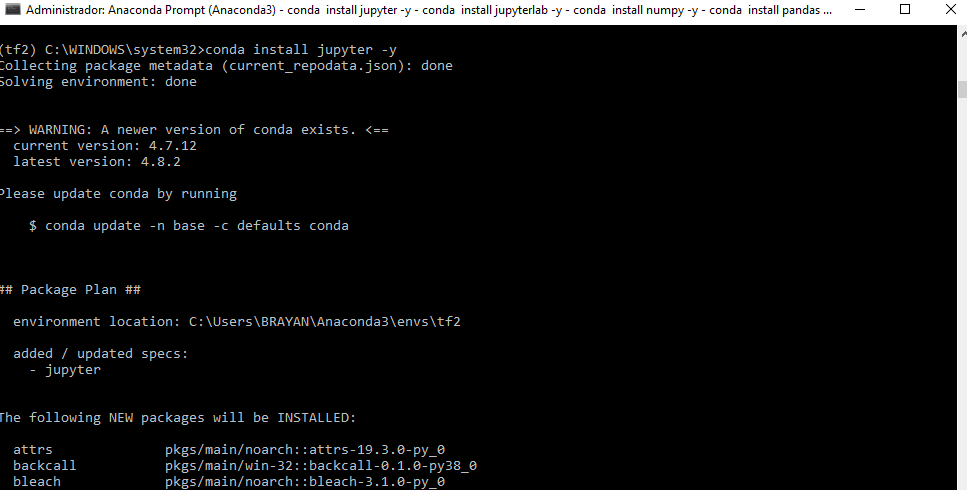 Administrador: Anaconda Prompt (Anaconda3) - conda install jupyter -y - conda install jupyterlab -y - conda install numpy -y - conda install pandas ...
(tf2) C:\WINDOWS\system32>conda install jupyter -y
Collecting package metadata (current_repodata.json): done
Solving environment: done
==> WARNING: A newer version of conda exists. <==
current version: 4.7.12
latest version: 4.8.2
Please update conda by running
$ conda update -n base -c defaults conda
## Package Plan ##
environment location: C:\Users\BRAYAN\Anaconda3\envs\tf2
added / updated specs:
- jupyter
The following NEW packages will be INSTALLED:
attrs pkgs/main/noarch::attrs-19.3.0-py_0
backcall pkgs/main/win-32::backcall-0.1.0-py38_0
bleach pkgs/main/noarch::bleach-3.1.0-py_0